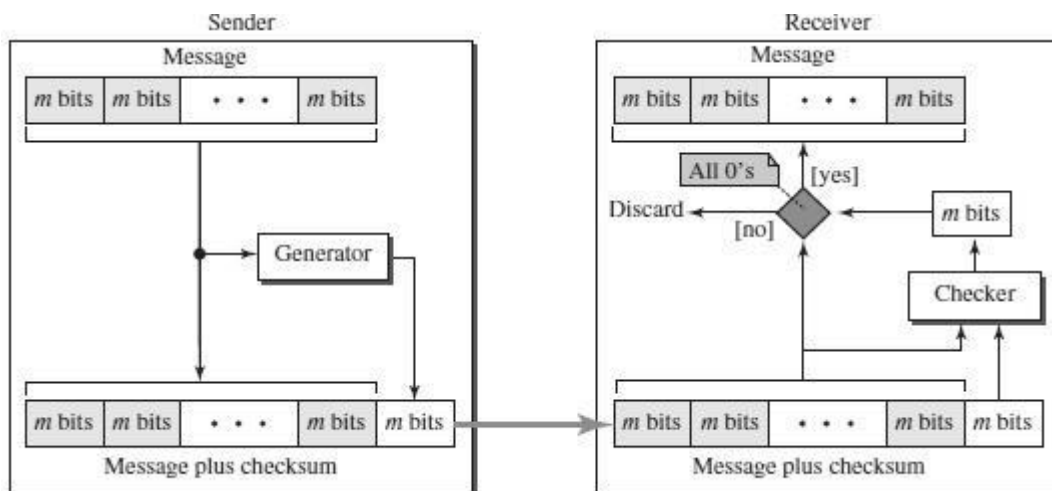 Sender
Message
m bits m bits • • • m bits
Generator
m bits m bits • • • m bits m bits
Message plus checksum
Receiver
Message
m bits m bits • • • m bits
All 0's
[yes]
Discard
[no]
m bits
Checker
m bits m bits • • • m bits m bits
Message plus checksum